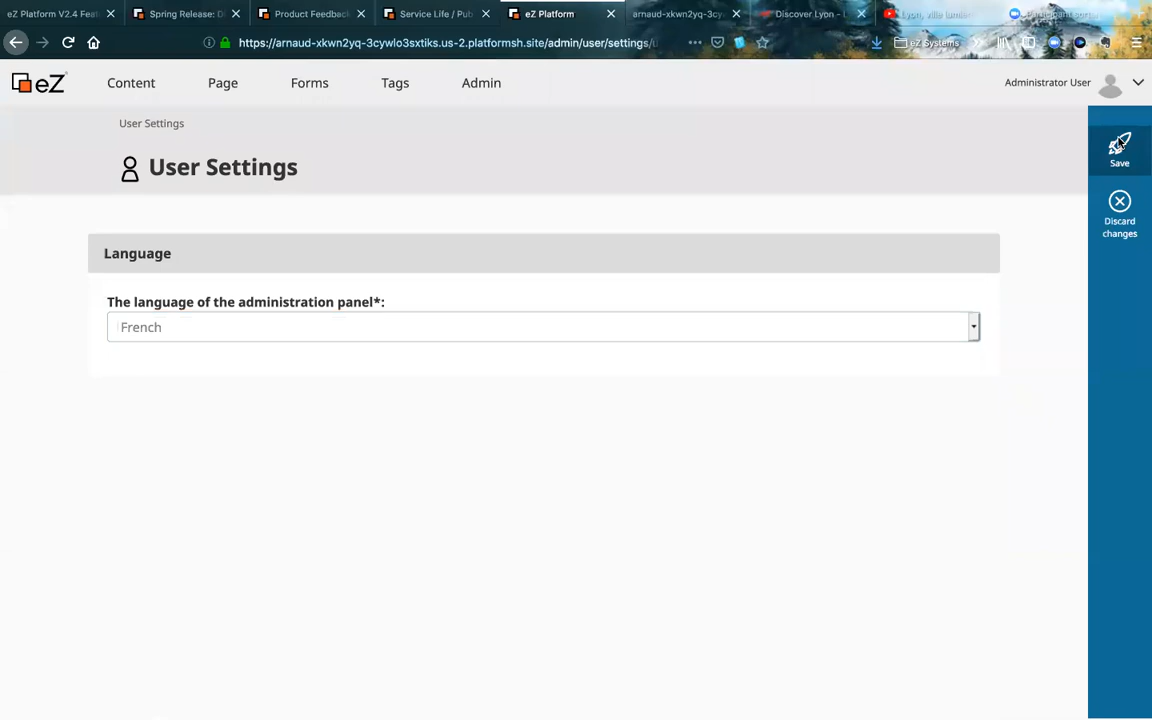 eZ Platform V2.4 Feat
Spring Release: D
Product Feedback
Service Life / Pub
eZ Platform
arnaud-xkwn2yq-3cy
Discover Lyon -
Lyon, ville lumiè
https://arnaud-xkwn2yq-3cywlo3sxtiks.us-2.platformsh.site/admin/user/settings/u
eZ Systems
eZ
Content
Page
Forms
Tags
Admin
Administrator User
User Settings
User Settings
Save
Discard
changes
Language
The language of the administration panel*:
French